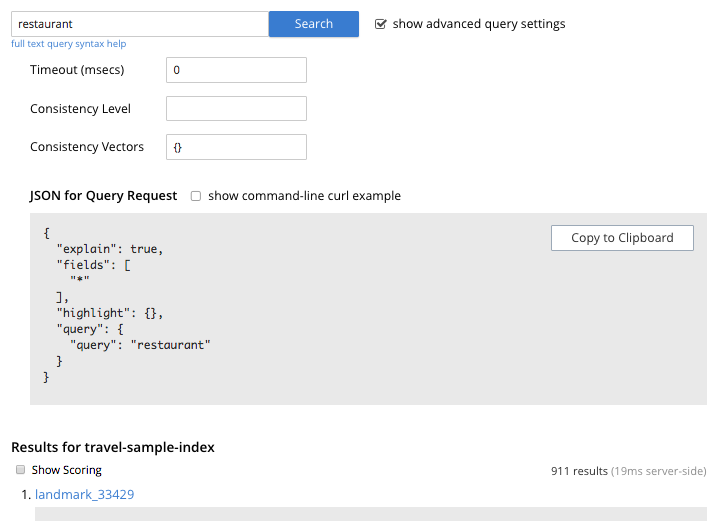 restaurant
Search
show advanced query settings
full text query syntax help
Timeout (msecs)
0
Consistency Level
Consistency Vectors
{}
JSON for Query Request
show command-line curl example
Copy to Clipboard
{
"explain": true,
"fields": [
"*"
],
"highlight": {},
"query": {
"query": "restaurant"
}
}
Results for travel-sample-index
Show Scoring
911 results (19ms server-side)
1. landmark_33429